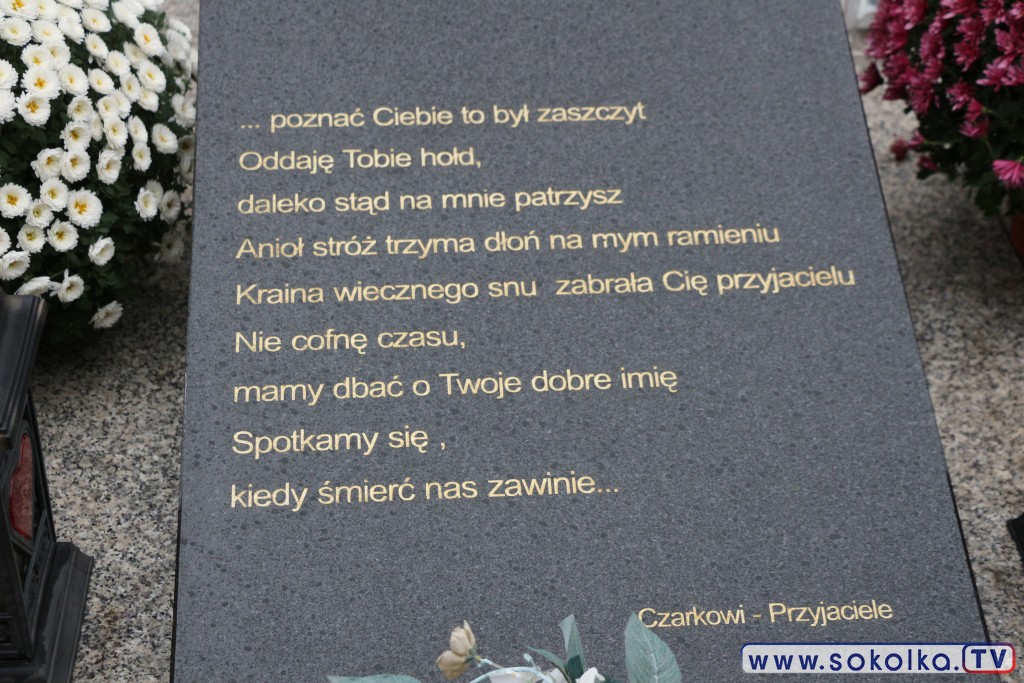 ... poznać Ciebie to był zaszczyt
Oddaję Tobie hołd,
daleko stąd na mnie patrzysz
Anioł stróż trzyma dłoń na mym ramieniu
Kraina wiecznego snu  zabrała Cię przyjacielu
Nie cofnę czasu,
mamy dbać o Twoje dobre imię
Spotkamy się ,
kiedy śmierć nas zawinie...
Czarkowi - Przyjaciele
www.sokolka.TV